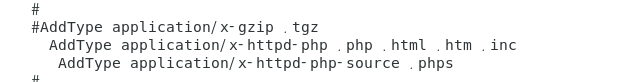 #
#AddType application/x-gzip .tgz
AddType application/x-httpd-php .php .html .htm .inc
AddType application/x-httpd-php-source .phps
#